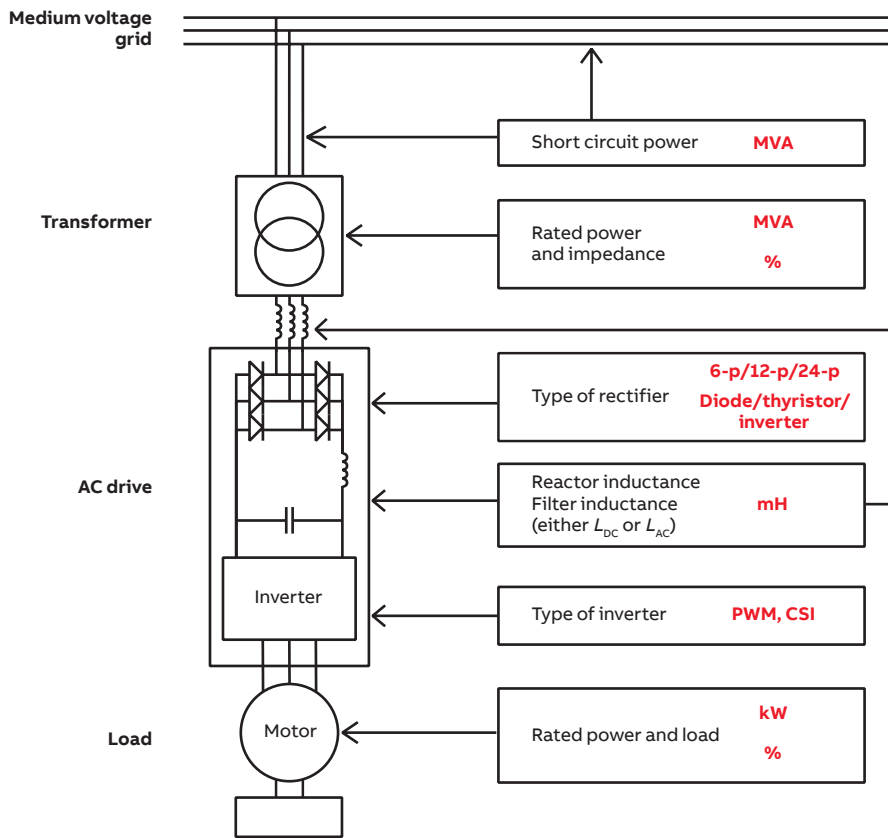 Medium voltage
grid
Short circuit power MVA
Transformer
Rated power
and impedance
MVA
%
Type of rectifier
6-p/12-p/24-p
Diode/thyristor/
inverter
AC drive
Reactor inductance
Filter inductance
(either L_DC or L_AC)
mH
Inverter
Type of inverter PWM, CSI
Load
Motor
Rated power and load
kW
%